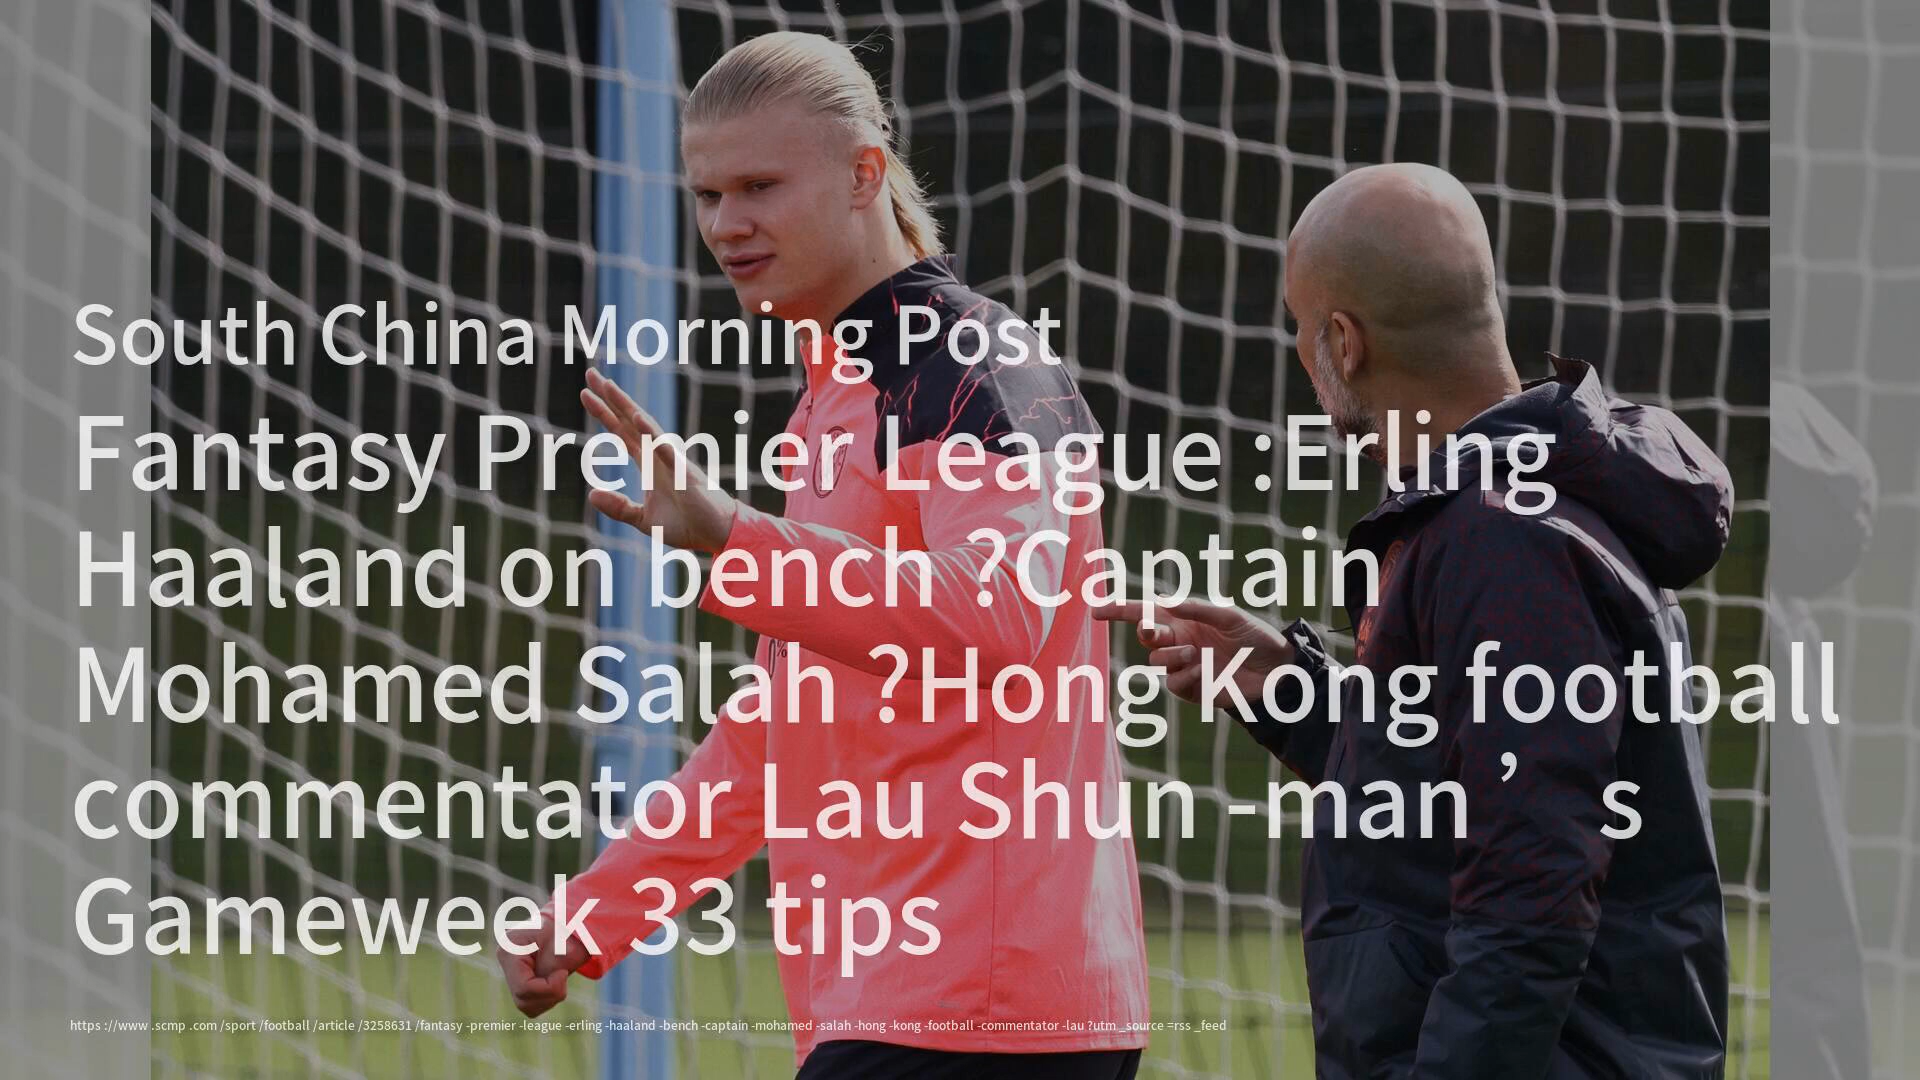 South China Morning Post
Fantasy Premier League :Erling
Haaland on bench ?Captain
Mohamed Salah ?Hong Kong football
commentator Lau Shun -man ’ s
Gameweek 33 tips
https ://www .scmp .com /sport /football /article /3258631 /fantasy -premier -league -erling -haaland -bench -captain -mohamed -salah -hong -kong -football -commentator -lau ?utm _source =rss _feed